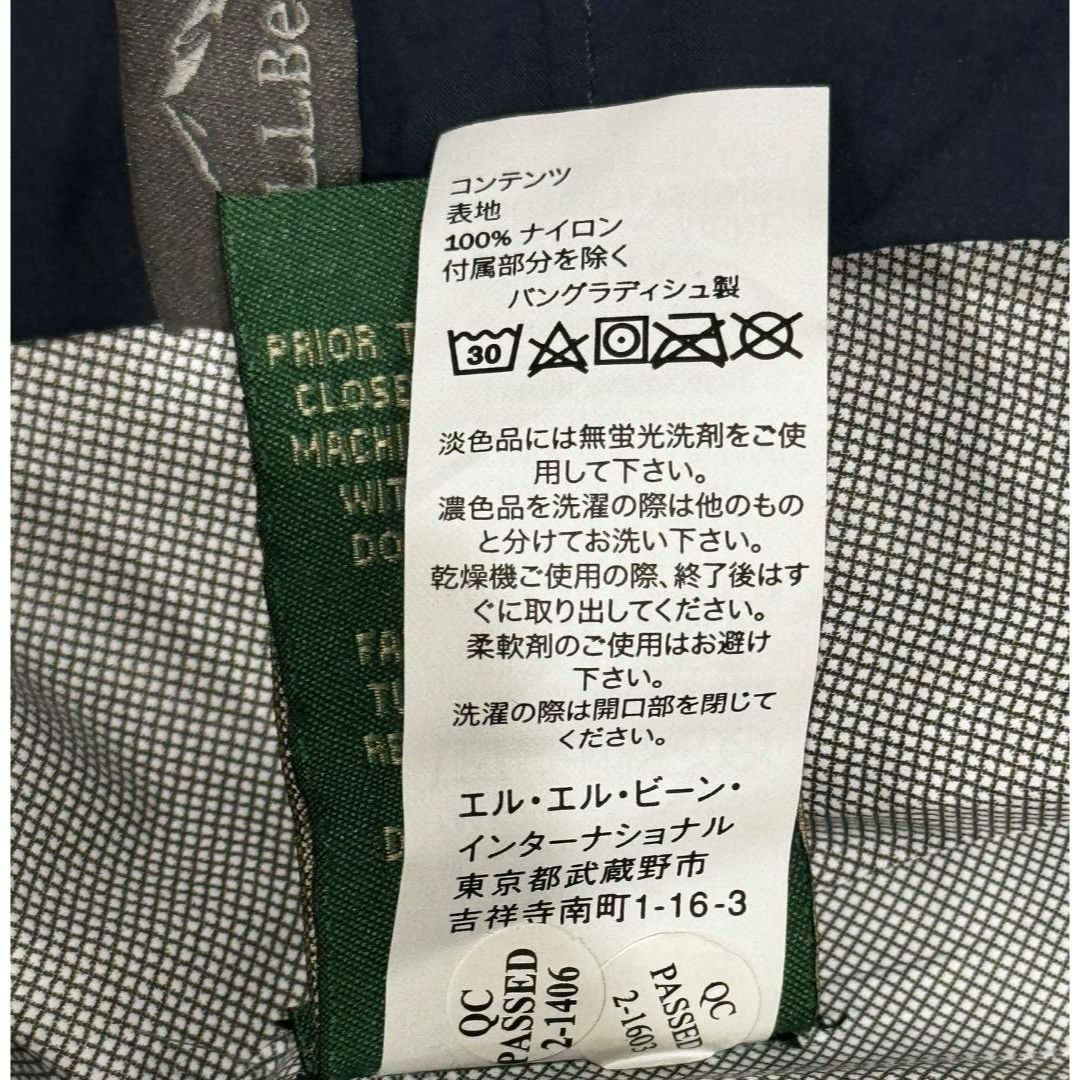 L.L.Be
コンテンツ
表地
100% ナイロン
付属部分を除く
バングラディシュ製
30
淡色品には無蛍光洗剤をご使
用して下さい。
濃色品を洗濯の際は他のもの
と分けてお洗い下さい。
乾燥機ご使用の際、終了後はす
ぐに取り出してください。
柔軟剤のご使用はお避け
下さい。
洗濯の際は開口部を閉じて
ください。
エル・エル・ビーン・
インターナショナル
東京都武蔵野市
吉祥寺南町1-16-3
QC
PASSED
2-1406
QC
PASSED
2-1603
PRIOR T
CLOSE
MACHI
WIT
DO
FA
TU
RE
D